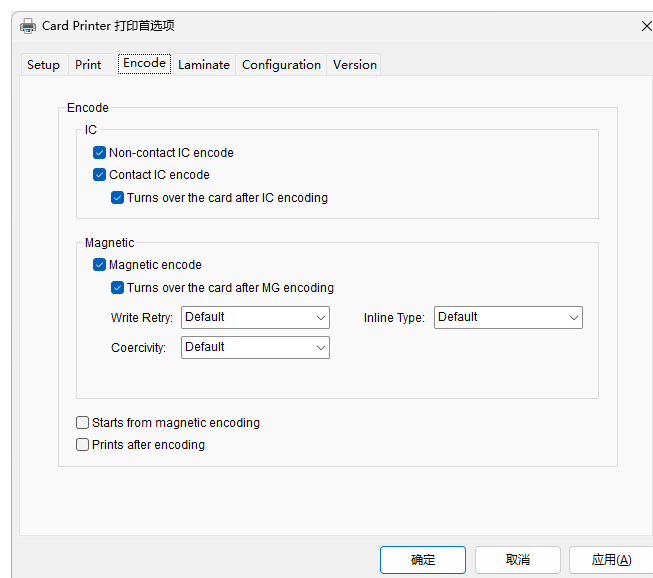 Card Printer 打印首选项
Setup Print Encode Laminate Configuration Version
Encode
IC
Non-contact IC encode
Contact IC encode
Turns over the card after IC encoding
Magnetic
Magnetic encode
Turns over the card after MG encoding
Write Retry: Default Inline Type: Default
Coercivity: Default
Starts from magnetic encoding
Prints after encoding
确定 取消 应用(A)